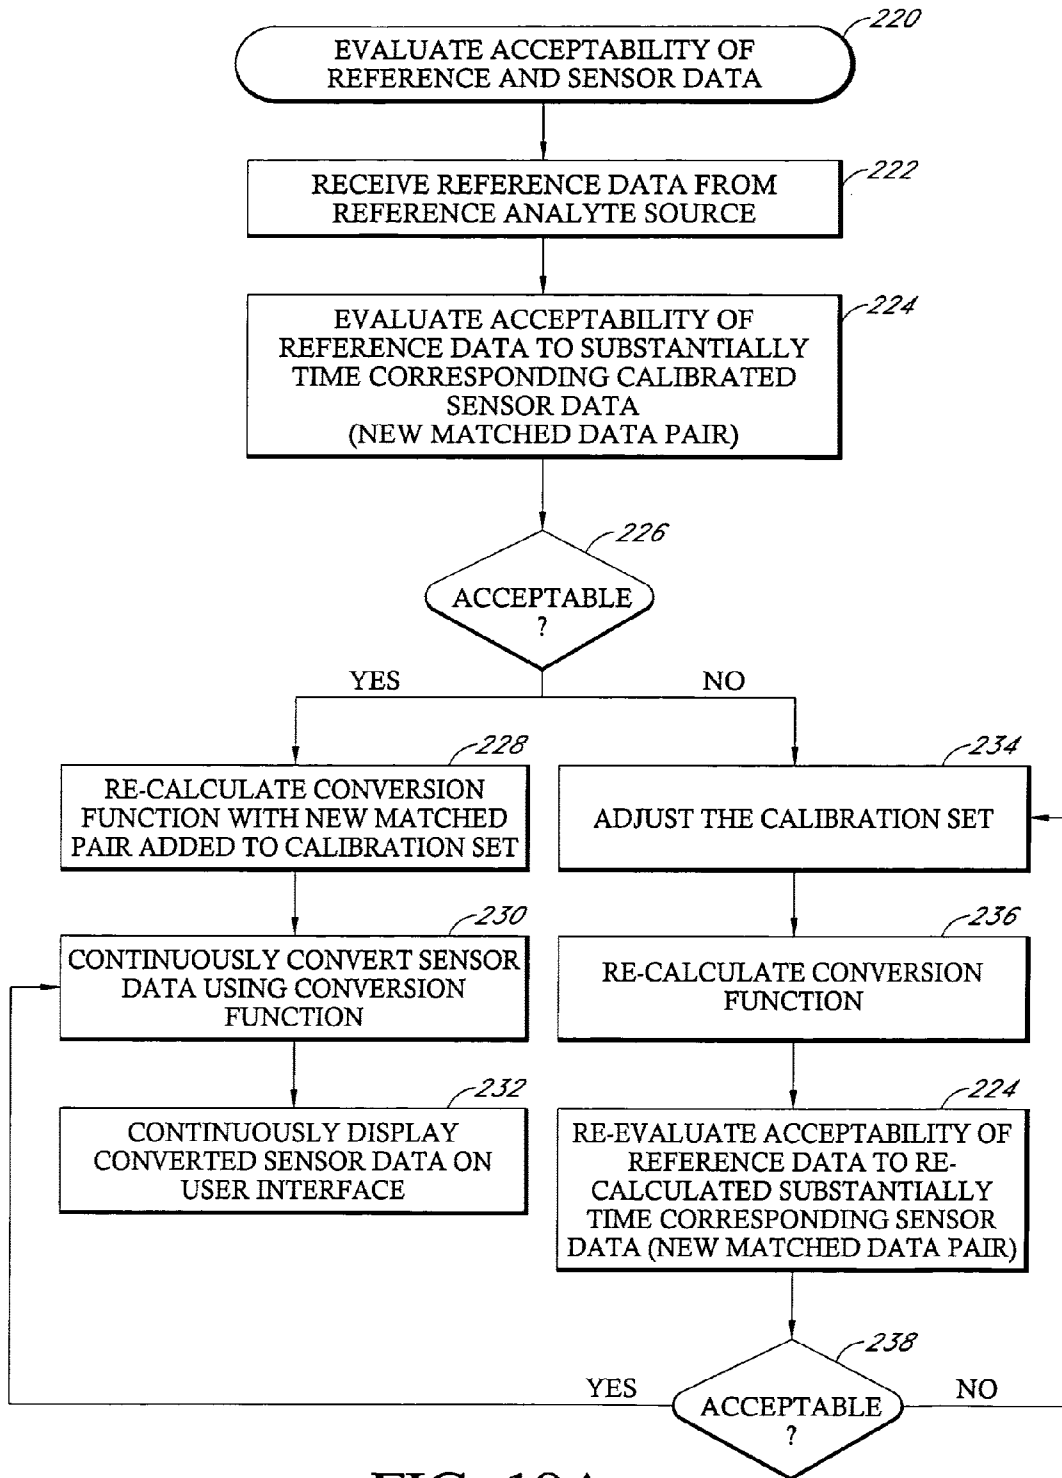 220
EVALUATE ACCEPTABILITY OF
REFERENCE AND SENSOR DATA
222
RECEIVE REFERENCE DATA FROM
REFERENCE ANALYTE SOURCE
224
EVALUATE ACCEPTABILITY OF
REFERENCE DATA TO SUBSTANTIALLY
TIME CORRESPONDING CALIBRATED
SENSOR DATA
(NEW MATCHED DATA PAIR)
226
ACCEPTABLE
?
YES
NO
228
RE-CALCULATE CONVERSION
FUNCTION WITH NEW MATCHED
PAIR ADDED TO CALIBRATION SET
230
CONTINUOUSLY CONVERT SENSOR
DATA USING CONVERSION
FUNCTION
232
CONTINUOUSLY DISPLAY
CONVERTED SENSOR DATA ON
USER INTERFACE
234
ADJUST THE CALIBRATION SET
236
RE-CALCULATE CONVERSION
FUNCTION
224
RE-EVALUATE ACCEPTABILITY OF
REFERENCE DATA TO RE-
CALCULATED SUBSTANTIALLY
TIME CORRESPONDING SENSOR
DATA (NEW MATCHED DATA PAIR)
238
YES
ACCEPTABLE
?
NO